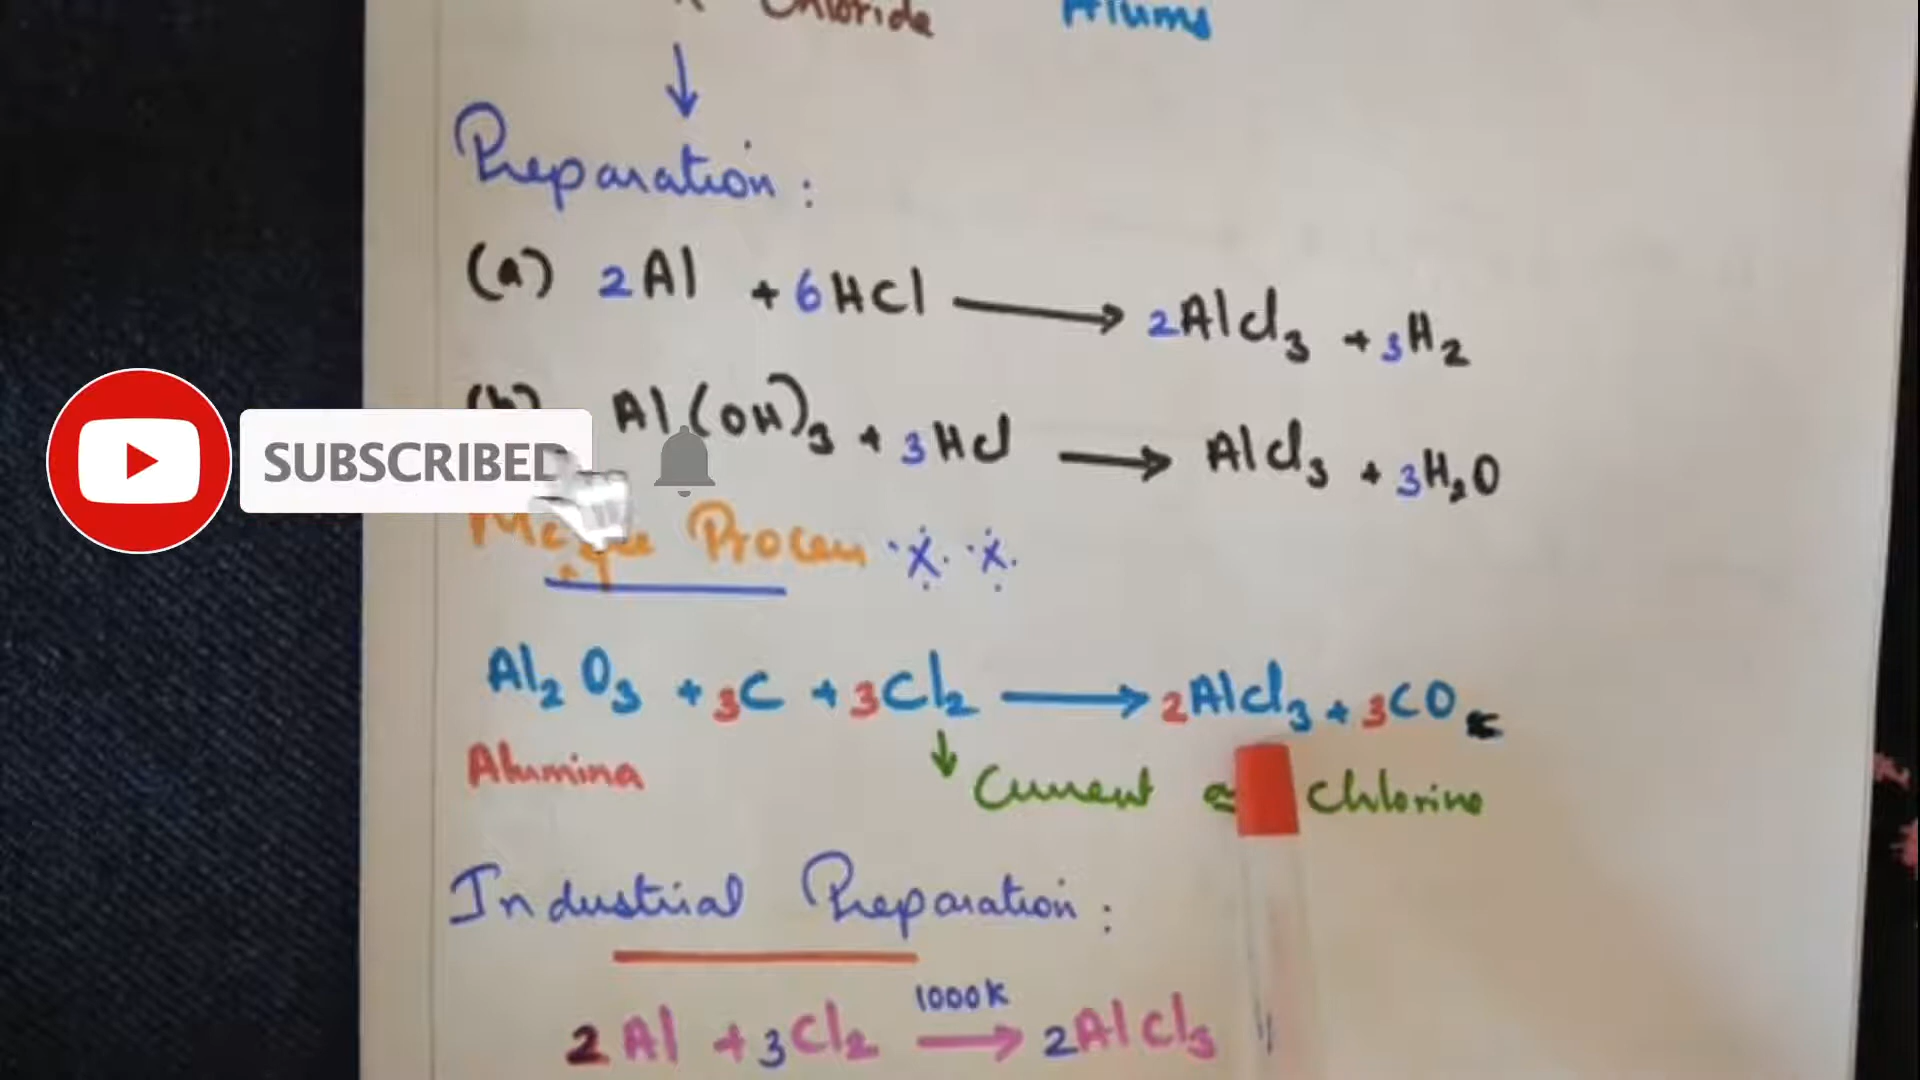 Chloride Alums
↓
Preparation:
(a) 2Al + 6HCl ⟶ 2AlCl₃ + 3H₂
(b) Al(OH)₃ + 3HCl ⟶ AlCl₃ + 3H₂O
SUBSCRIBED
Process
Al₂O₃ + 3C + 3Cl₂ ⟶ 2AlCl₃ + 3CO
Alumina ↓ Current Chlorine
Industrial Preparation:
1000K
2Al + 3Cl₂ ⟶ 2AlCl₃